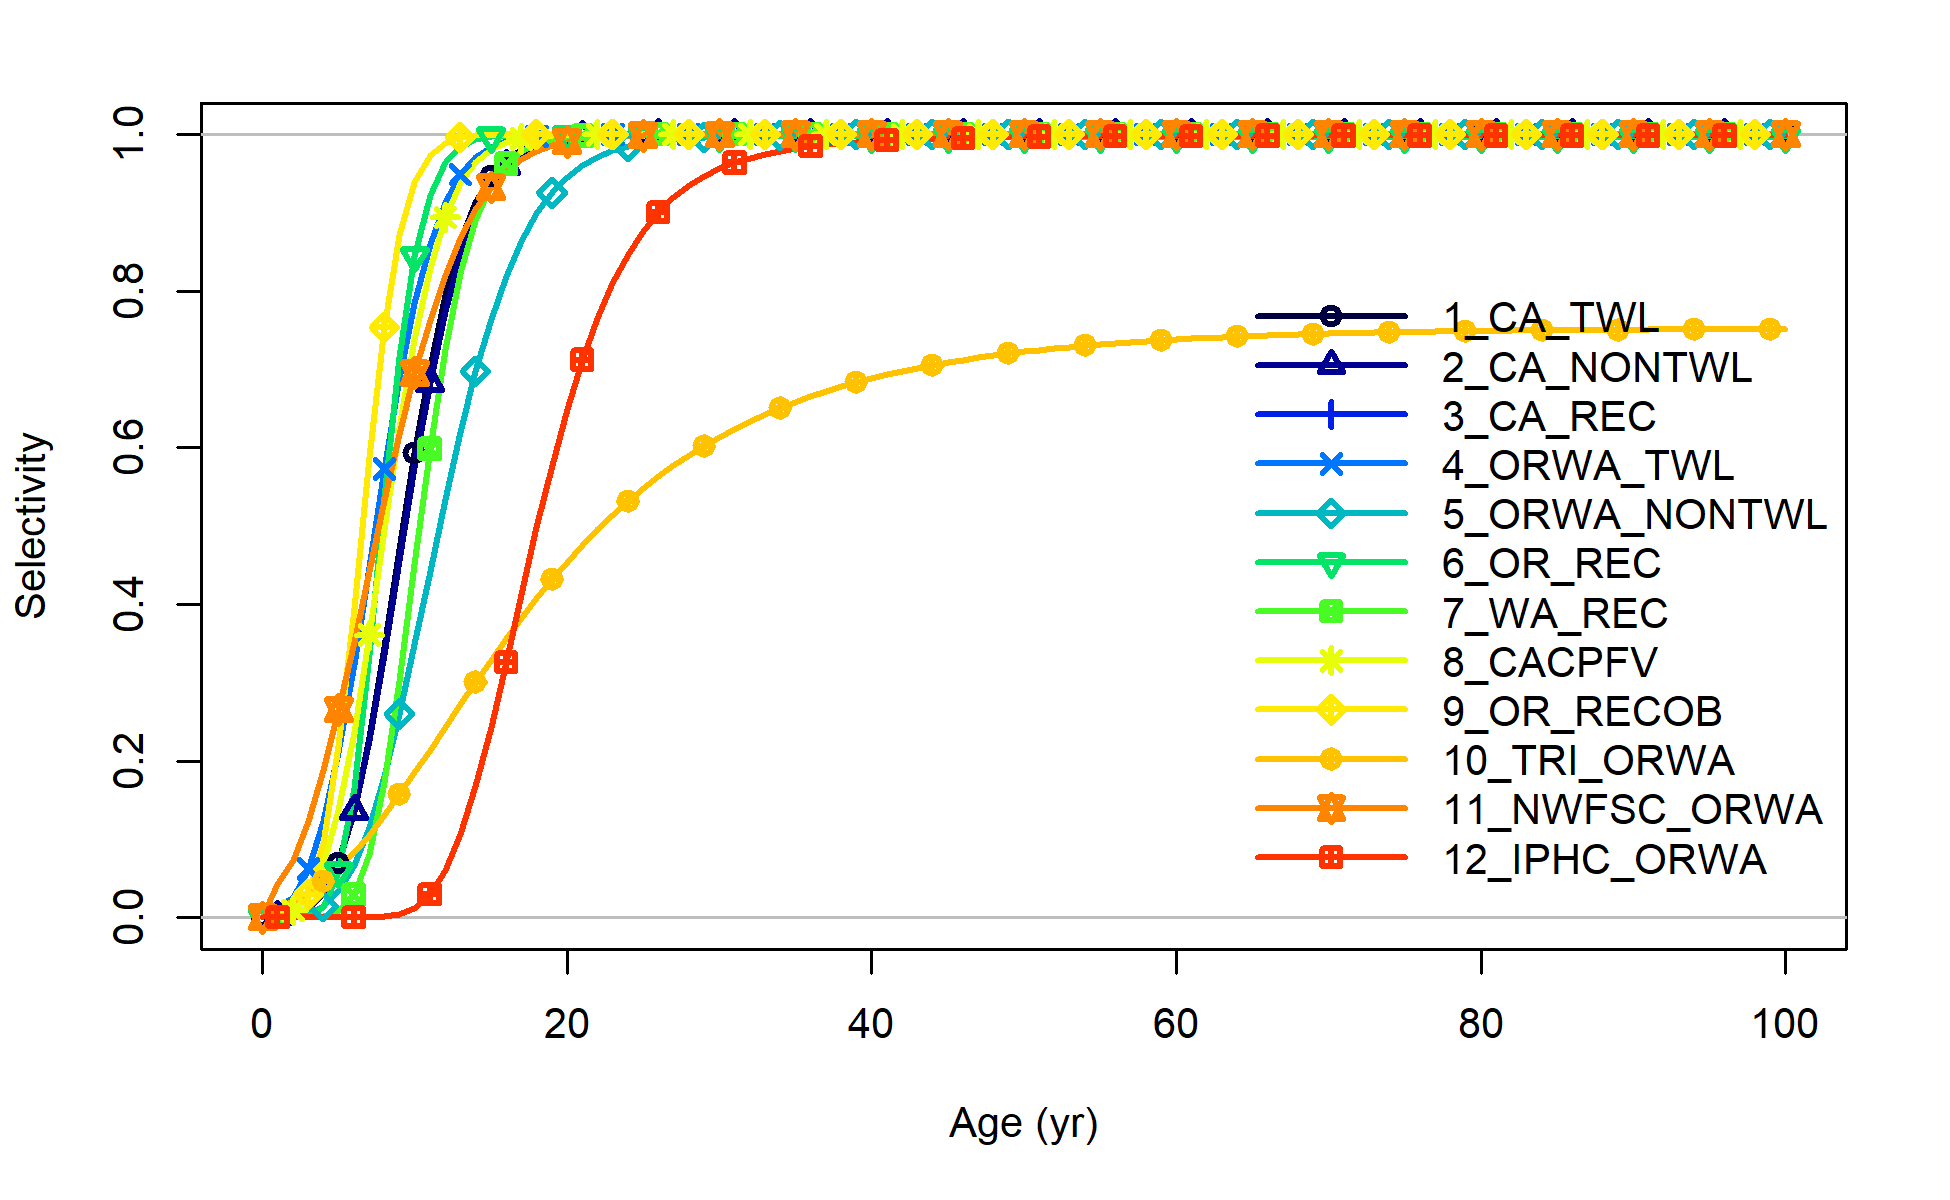 Selectivity
1.0
0.8
0.6
0.4
0.2
0.0
1_CA_TWL
2_CA_NONTWL
3_CA_REC
4_ORWA_TWL
5_ORWA_NONTWL
6_OR_REC
7_WA_REC
8_CACPFV
9_OR_RECOB
10_TRI_ORWA
11_NWFSC_ORWA
12_IPHC_ORWA
0 20 40 60 80 100
Age (yr)